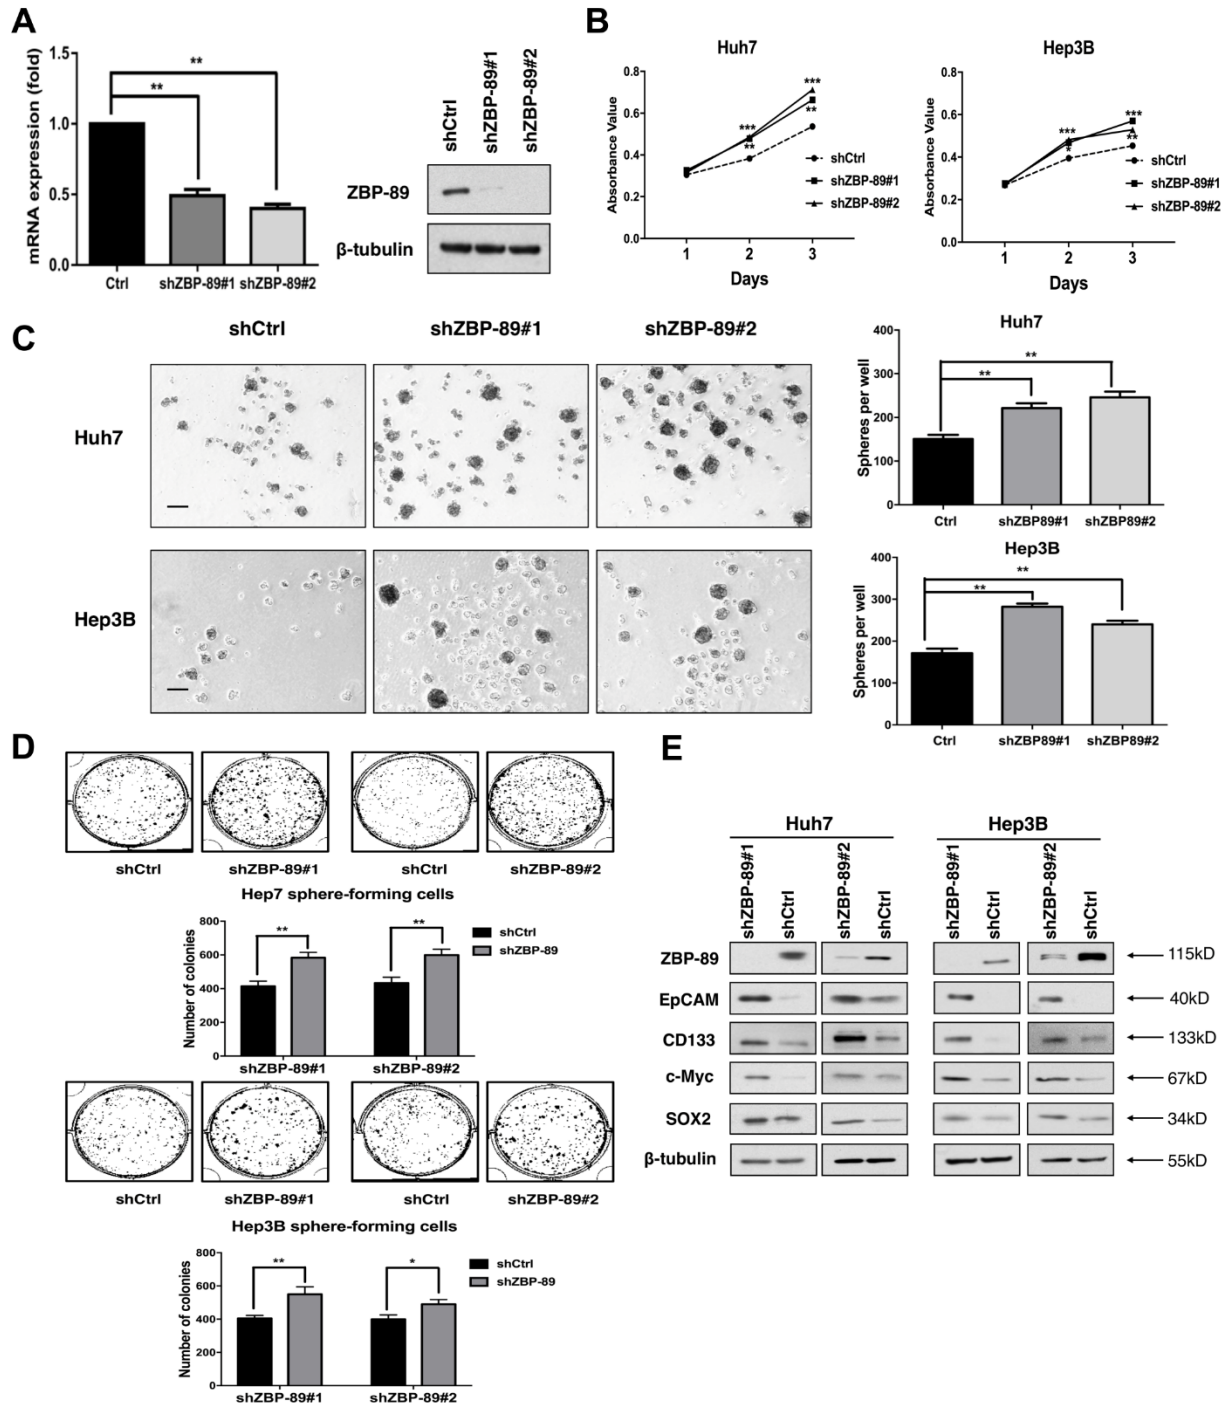 A
mRNA expression (fold)
1.5
1.0
0.5
0.0
**
**
Ctrl shZBP-89#1 shZBP-89#2
shCtrl
shZBP-89#1
shZBP-89#2
ZBP-89
β-tubulin
B
Huh7
Absorbance Value
0.8
0.6
0.4
0.2
0.0
***
**
***
**
shCtrl
shZBP-89#1
shZBP-89#2
1 2 3
Days
Hep3B
Absorbance Value
0.8
0.6
0.4
0.2
0.0
***
*
***
**
shCtrl
shZBP-89#1
shZBP-89#2
1 2 3
Days
C
shCtrl shZBP-89#1 shZBP-89#2
Huh7
Hep3B
Huh7
Spheres per well
400
300
200
100
0
**
**
Ctrl shZBP89#1 shZBP89#2
Hep3B
Spheres per well
400
300
200
100
0
**
**
Ctrl shZBP89#1 shZBP89#2
D
shCtrl shZBP-89#1 shCtrl shZBP-89#2
Hep7 sphere-forming cells
Number of colonies
800
600
400
200
0
**
**
shCtrl
shZBP-89
shZBP-89#1 shZBP-89#2
shCtrl shZBP-89#1 shCtrl shZBP-89#2
Hep3B sphere-forming cells
Number of colonies
800
600
400
200
0
**
*
shCtrl
shZBP-89
shZBP-89#1 shZBP-89#2
E
Huh7 Hep3B
shZBP-89#1
shCtrl
shZBP-89#2
shCtrl
shZBP-89#1
shCtrl
shZBP-89#2
shCtrl
ZBP-89 115kD
EpCAM 40kD
CD133 133kD
c-Myc 67kD
SOX2 34kD
β-tubulin 55kD